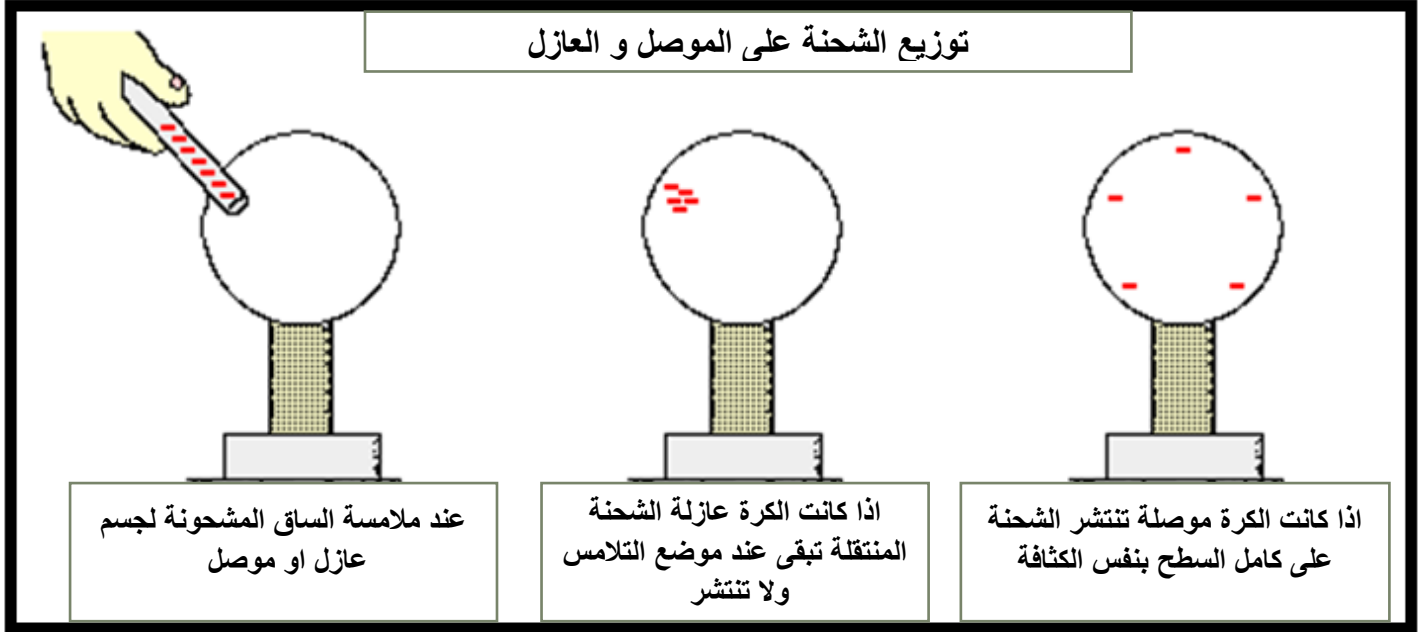 توزيع الشحنة على الموصل و العازل
اذا كانت الكرة موصلة تنتشر الشحنة
على كامل السطح بنفس الكثافة
اذا كانت الكرة عازلة الشحنة
المنتقلة تبقى عند موضع التلامس
ولا تنتشر
عند ملامسة الساق المشحونة لجسم
عازل او موصل